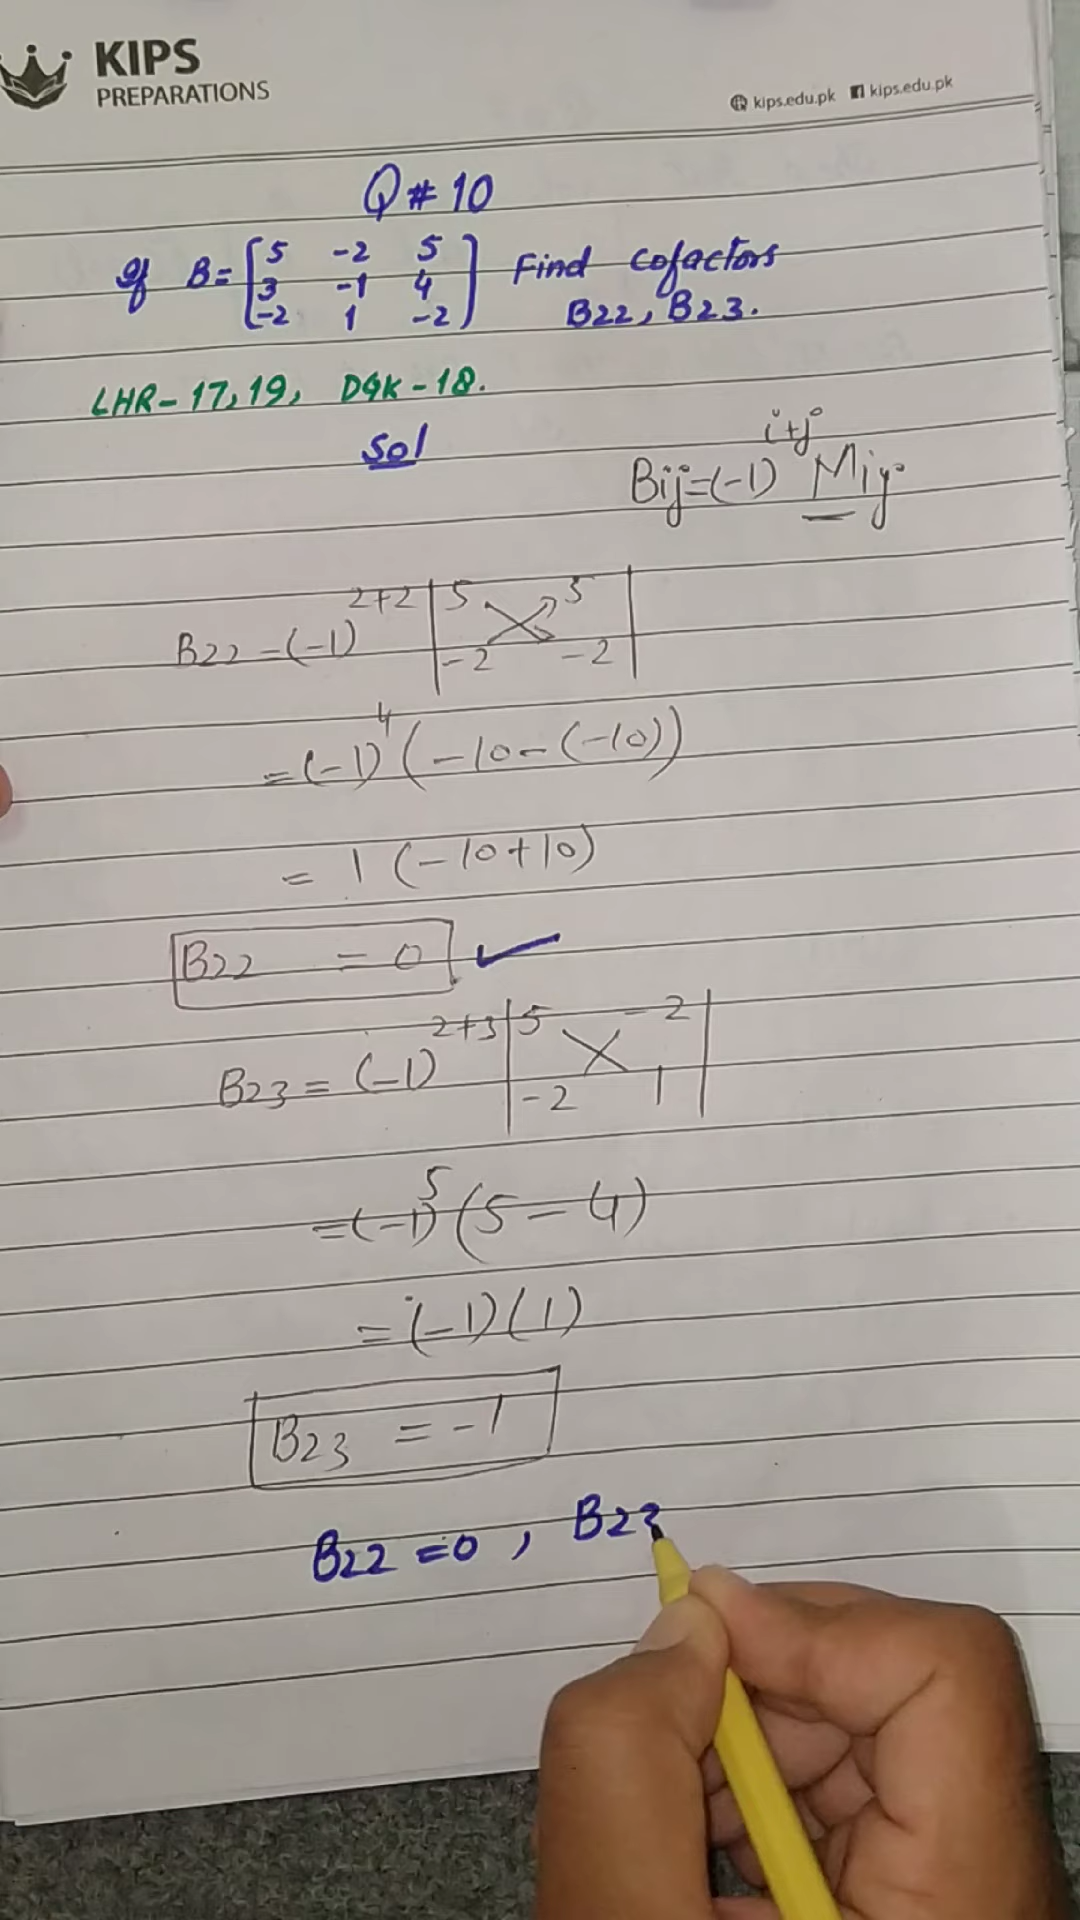 KIPS
PREPARATIONS
kips.edu.pk kips.edu.pk
Q # 10
If B = [5 -2 5 Find cofactors
3 -1 4
-2 1 -2] B22, B23.
LHR-17,19, DGK-18.
Sol
Bij=(-1)^i+j Mij
B22 = (-1)^2+2 |5 5
-2 -2|
= (-1)^4 (-10-(-10))
= 1 (-10+10)
B22 = 0 ✓
B23 = (-1)^2+3 |5 -2
-2 1|
= (-1)^5 (5-4)
= (-1)(1)
B23 = -1
B22 = 0, B23